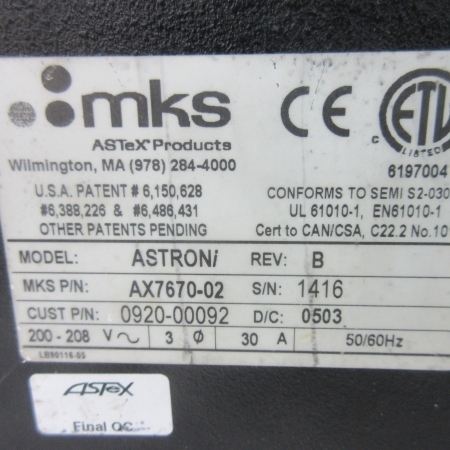 mks
CE
ETL
C
LISTED
ASTeX® Products
Wilmington, MA (978) 284-4000
6197004
U.S.A. PATENT # 6,150,628
#6,388,226 & #6,486,431
OTHER PATENTS PENDING
CONFORMS TO SEMI S2-030
UL 61010-1, EN61010-1
Cert to CAN/CSA, C22.2 No.10
MODEL: ASTRONi REV: B
MKS P/N: AX7670-02 S/N: 1416
CUST P/N: 0920-00092 D/C: 0503
200 - 208 V ~ 3 Ø 30 A 50/60Hz
LB80116-05
ASTeX
Final QC